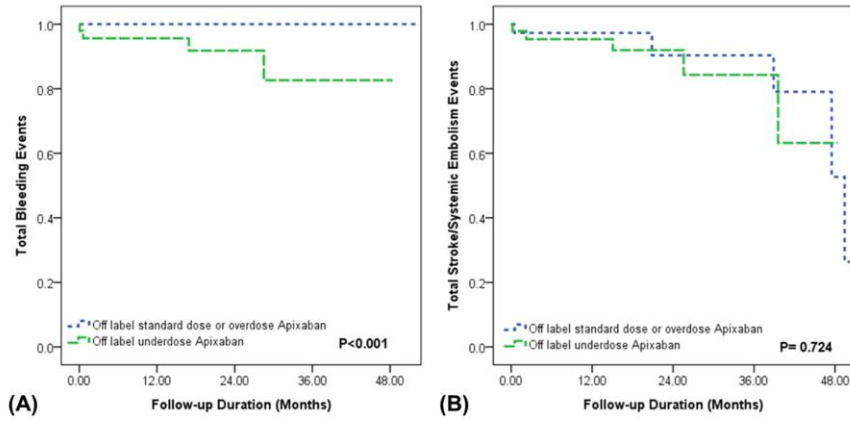 Total Bleeding Events
1.0
0.8
0.6
0.4
0.2
0.0
Off label standard dose or overdose Apixaban
Off label underdose Apixaban
P<0.001
0.00 12.00 24.00 36.00 48.00
Follow-up Duration (Months)
(A)
Total Stroke/Systemic Embolism Events
1.0
0.8
0.6
0.4
0.2
0.0
Off label standard dose or overdose Apixaban
Off label underdose Apixaban
P= 0.724
0.00 12.00 24.00 36.00 48.00
Follow-up Duration (Months)
(B)